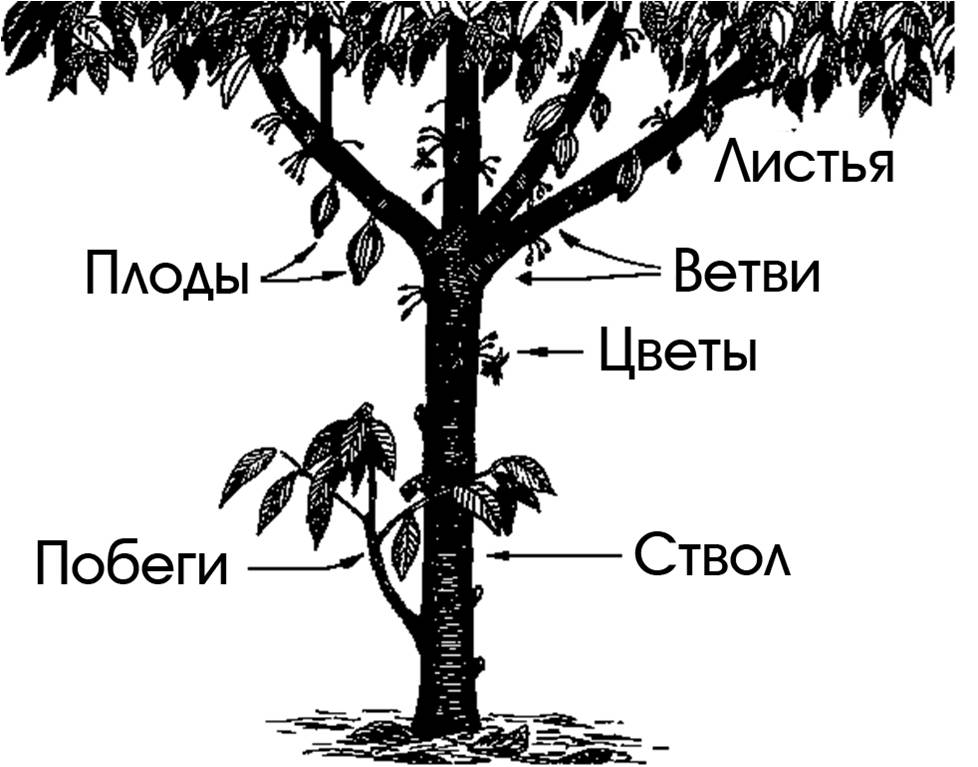 Листья
Плоды
Ветви
Цветы
Побеги
Ствол